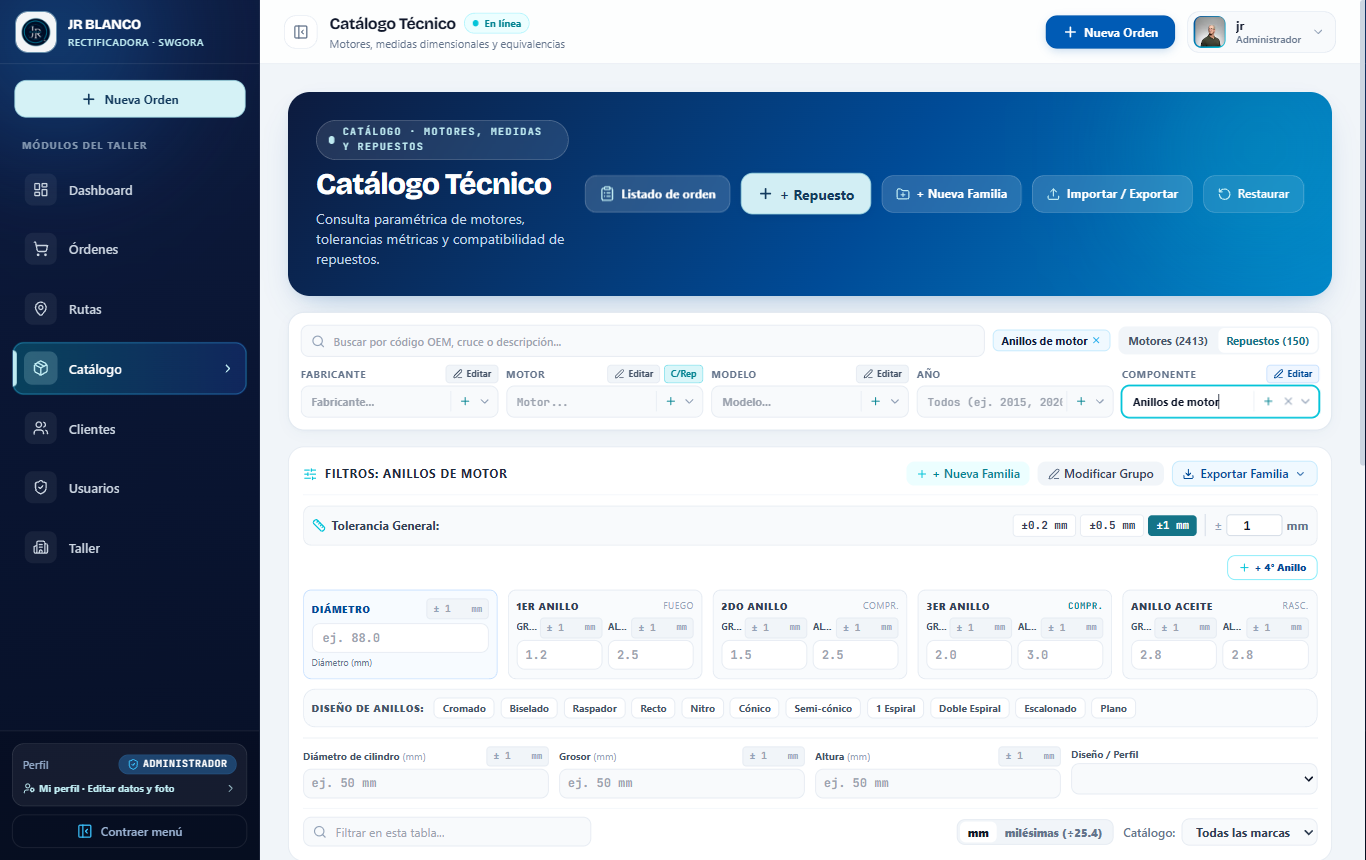 JR BLANCO
RECTIFICADORA · SWGORA
Nueva Orden
MÓDULOS DEL TALLER
Dashboard
Órdenes
Rutas
Catálogo
Clientes
Usuarios
Taller
Perfil
ADMINISTRADOR
Mi perfil · Editar datos y foto
Contraer menú
Catálogo Técnico
En línea
Motores, medidas dimensionales y equivalencias
Nueva Orden
jr
Administrador
CATÁLOGO · MOTORES, MEDIDAS
Y REPUESTOS
Catálogo Técnico
Consulta paramétrica de motores,
tolerancias métricas y compatibilidad de
repuestos.
Listado de orden
+ Repuesto
+ Nueva Familia
Importar / Exportar
Restaurar
Buscar por código OEM, cruce o descripción...
Anillos de motor ×
Motores (2413)
Repuestos (150)
FABRICANTE
Editar
MOTOR
Editar
C/Rep
MODELO
Editar
AÑO
COMPONENTE
Editar
Fabricante...
Motor...
Modelo...
Todos (ej. 2015, 2020
Anillos de motor
FILTROS: ANILLOS DE MOTOR
+ Nueva Familia
Modificar Grupo
Exportar Familia
Tolerancia General:
±0.2 mm
±0.5 mm
±1 mm
± 1 mm
+ 4° Anillo
DIÁMETRO
± 1 mm
ej. 88.0
Diámetro (mm)
1ER ANILLO FUEGO
GR... ± 1 mm AL... ± 1 mm
1.2 2.5
2DO ANILLO COMPR.
GR... ± 1 mm AL... ± 1 mm
1.5 2.5
3ER ANILLO COMPR.
GR... ± 1 mm AL... ± 1 mm
2.0 3.0
ANILLO ACEITE RASC.
GR... ± 1 mm AL... ± 1 mm
2.8 2.8
DISEÑO DE ANILLOS: Cromado Biselado Raspador Recto Nitro Cónico Semi-cónico 1 Espiral Doble Espiral Escalonado Plano
Diámetro de cilindro (mm) ± 1 mm
ej. 50 mm
Grosor (mm) ± 1 mm
ej. 50 mm
Altura (mm) ± 1 mm
ej. 50 mm
Diseño / Perfil
Filtrar en esta tabla...
mm milésimas (÷25.4)
Catálogo: Todas las marcas